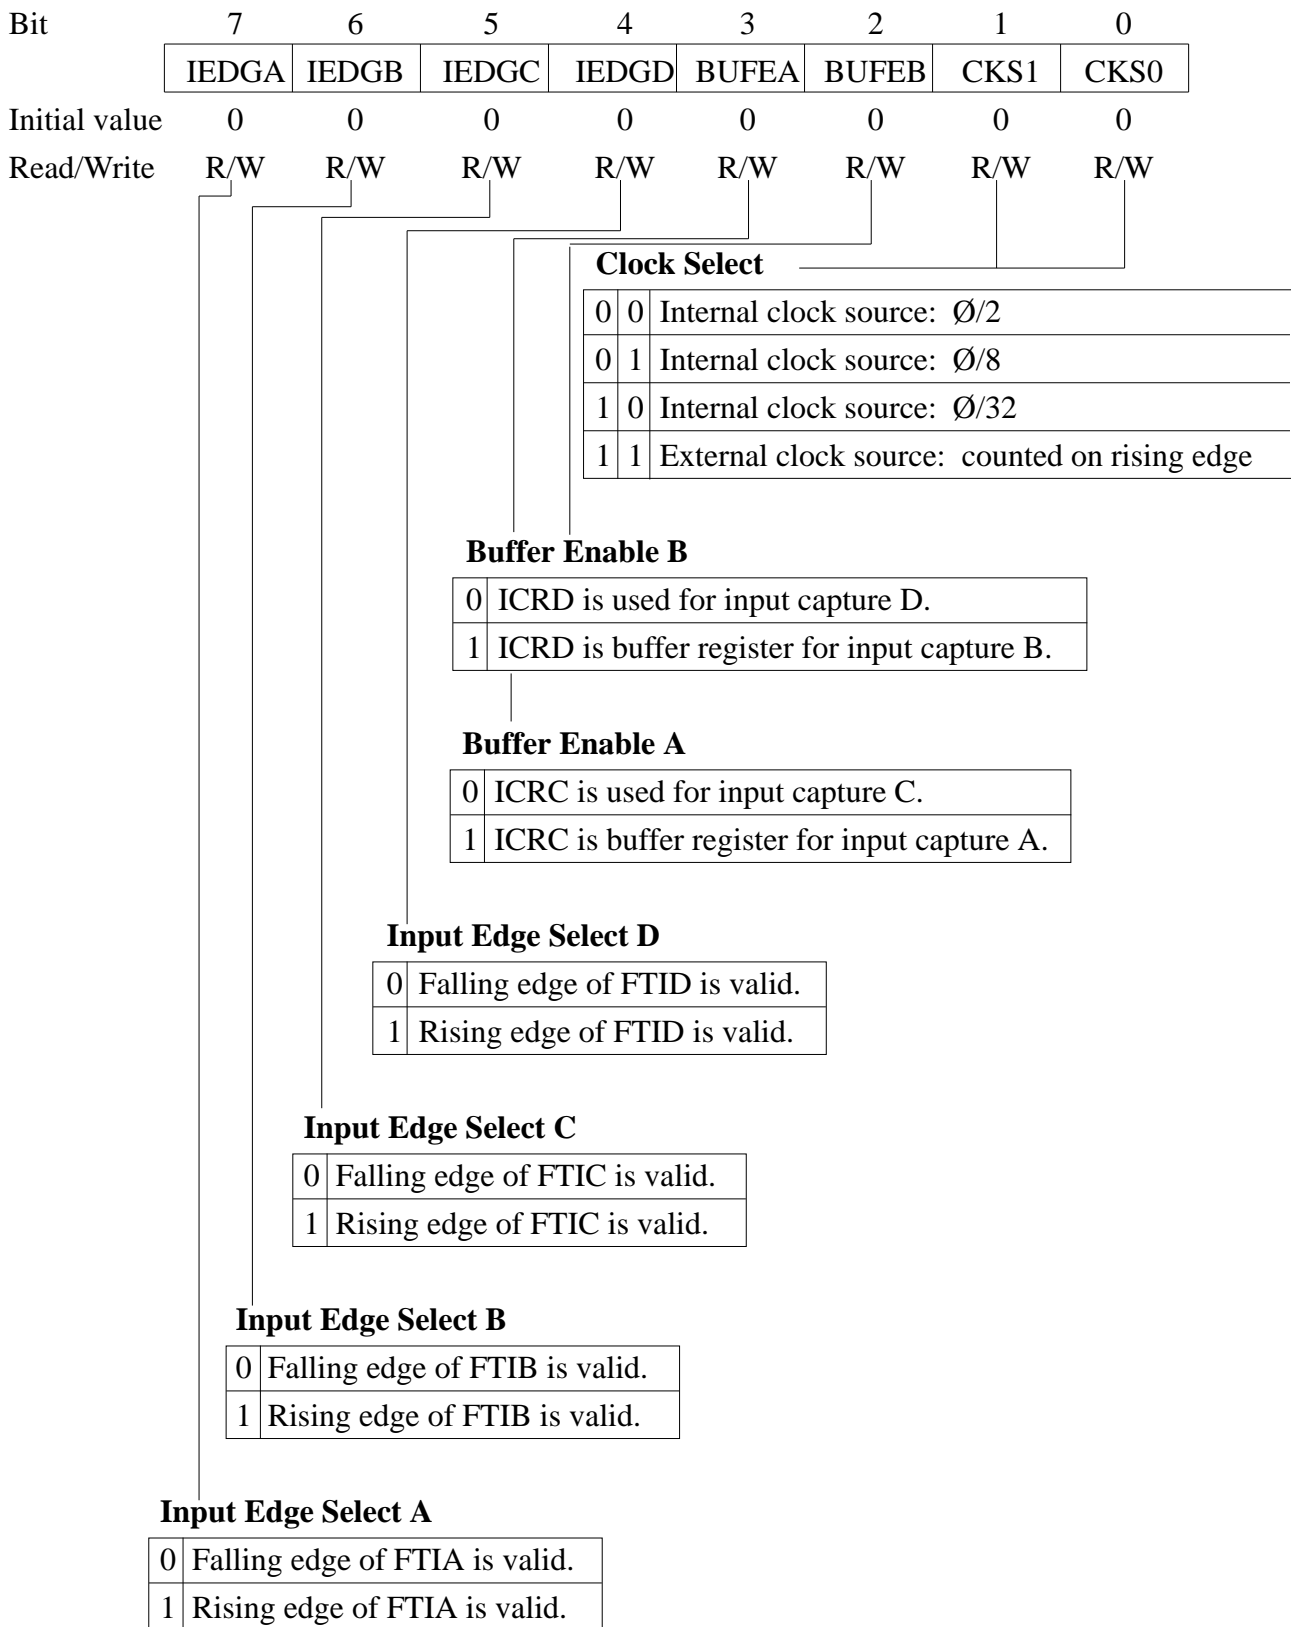 Bit 7 6 5 4 3 2 1 0
IEDGA IEDGB IEDGC IEDGD BUFEA BUFEB CKS1 CKS0
Initial value 0 0 0 0 0 0 0 0
Read/Write R/W R/W R/W R/W R/W R/W R/W R/W
Clock Select
0 0 Internal clock source: Ø/2
0 1 Internal clock source: Ø/8
1 0 Internal clock source: Ø/32
1 1 External clock source: counted on rising edge
Buffer Enable B
0 ICRD is used for input capture D.
1 ICRD is buffer register for input capture B.
Buffer Enable A
0 ICRC is used for input capture C.
1 ICRC is buffer register for input capture A.
Input Edge Select D
0 Falling edge of FTID is valid.
1 Rising edge of FTID is valid.
Input Edge Select C
0 Falling edge of FTIC is valid.
1 Rising edge of FTIC is valid.
Input Edge Select B
0 Falling edge of FTIB is valid.
1 Rising edge of FTIB is valid.
Input Edge Select A
0 Falling edge of FTIA is valid.
1 Rising edge of FTIA is valid.